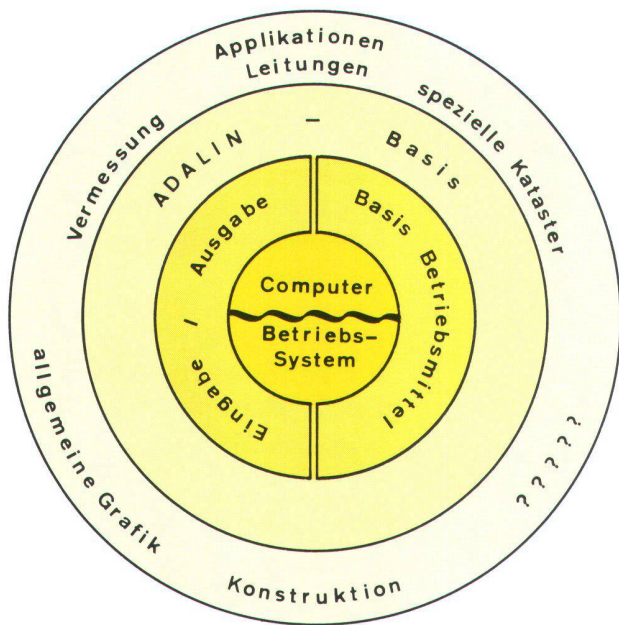 Applikationen
Leitungen
spezielle Kataster
?????
Konstruktion
allgemeine Grafik
Vermessung
ADALIN - Basis
Eingabe / Ausgabe
Basis Betriebsmittel
Computer
Betriebs-
System